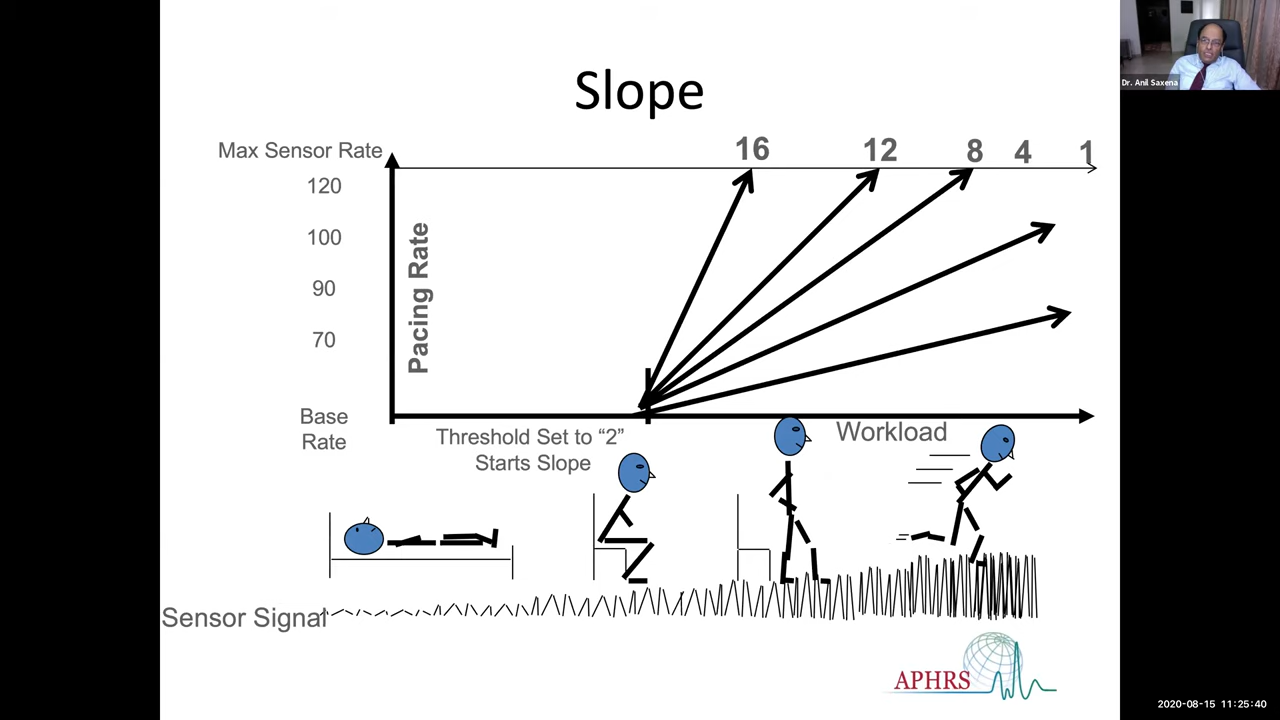 Dr. Anil Saxena
Slope
Max Sensor Rate
16 12 8 4 1
120
100
90
70
Base
Rate
Pacing Rate
Threshold Set to “2”
Starts Slope
Workload
Sensor Signal
APHRS
2020-08-15 11:25:40